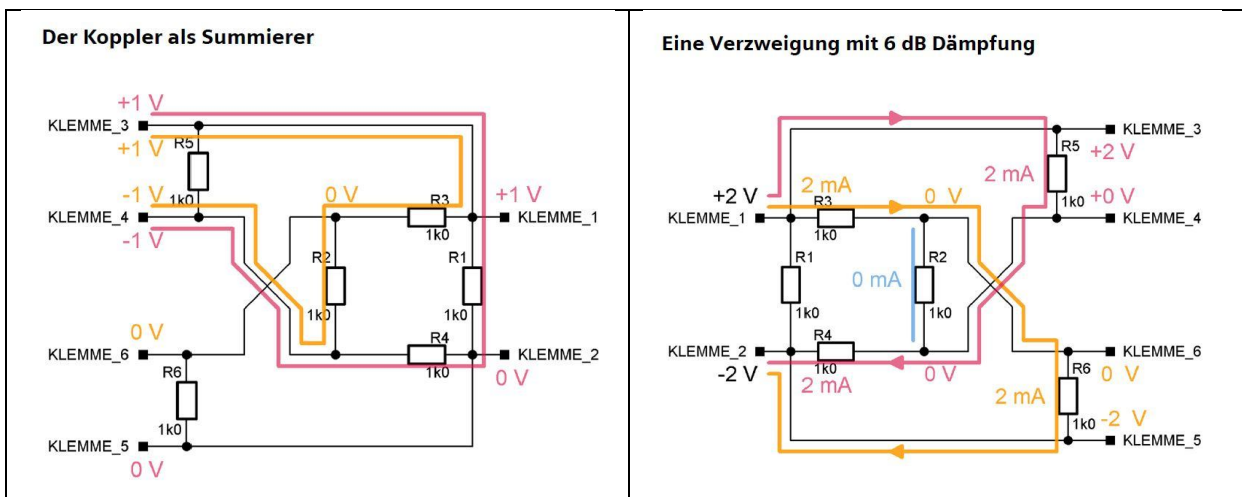 Der Koppler als Summierer
+1 V
KLEMME_3
+1 V
R5
1k0
-1 V
KLEMME_4
-1 V
0 V
R3
1k0
+1 V
KLEMME_1
R2
1k0
R1
1k0
0 V
KLEMME_6
R4
1k0
KLEMME_2
0 V
R6
1k0
KLEMME_5
0 V
Eine Verzweigung mit 6 dB Dämpfung
KLEMME_3
+2 V
R5
1k0
2 mA
+2 V
2 mA
0 V
+0 V
KLEMME_1
R3
1k0
KLEMME_4
R1
1k0
0 mA
R2
1k0
KLEMME_2
R4
1k0
-2 V
2 mA
0 V
KLEMME_6
0 V
R6
1k0
2 mA
-2 V
KLEMME_5